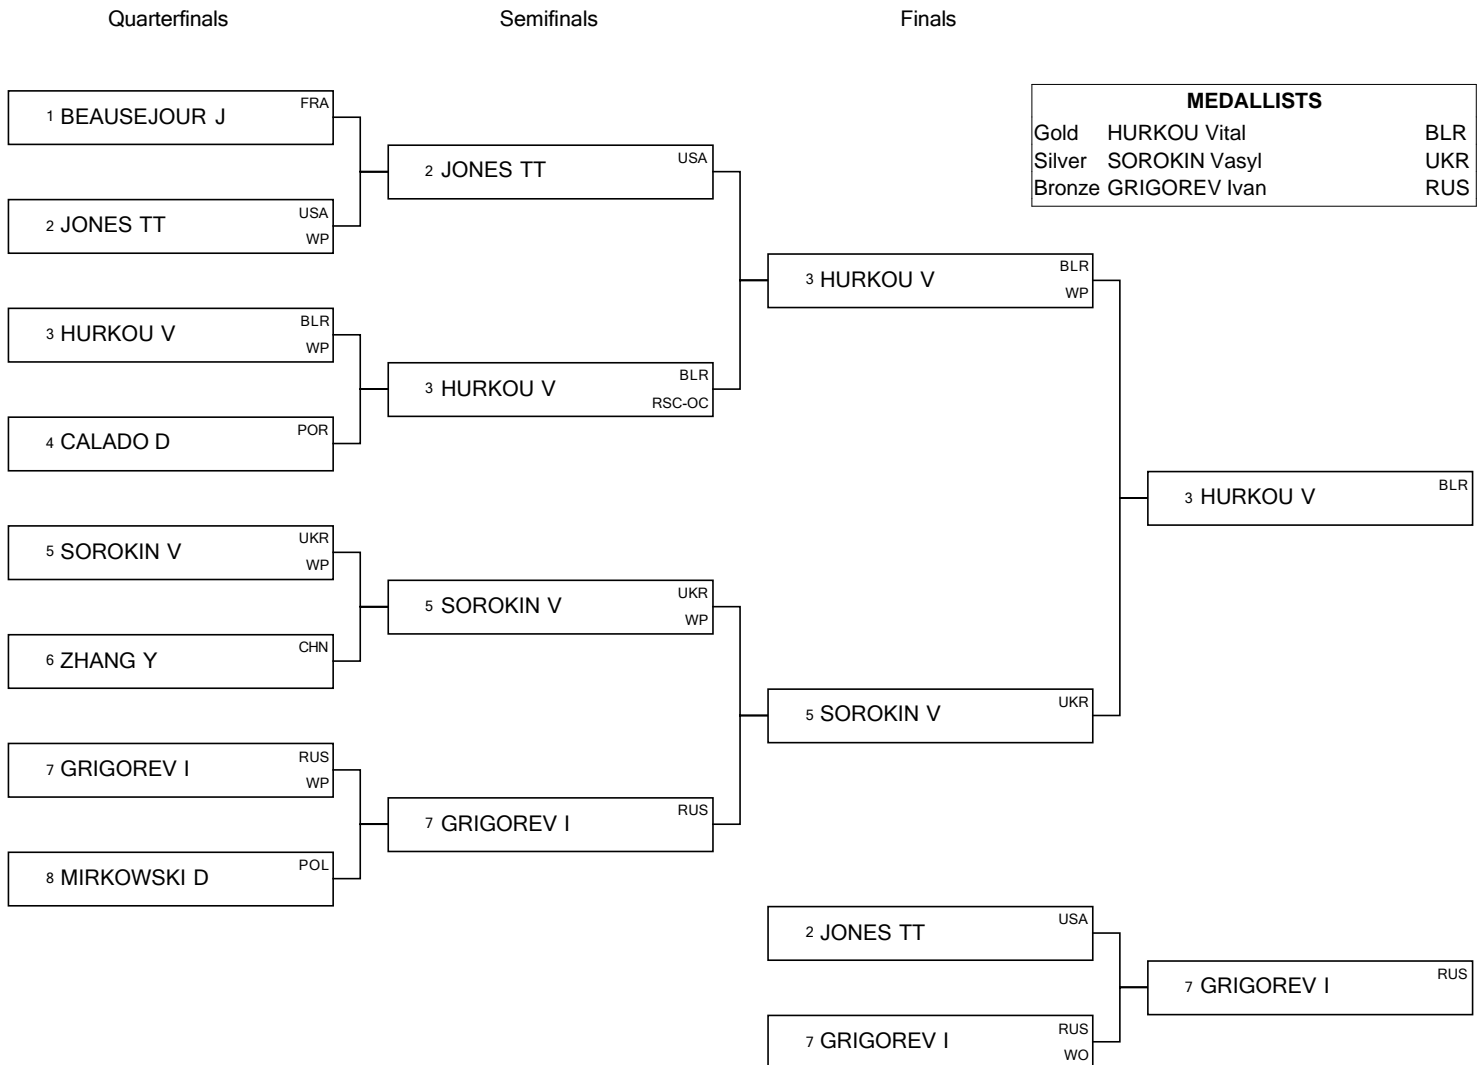 Quarterfinals Semifinals Finals
1 BEAUSEJOUR J FRA
MEDALLISTS
Gold HURKOU Vital BLR
Silver SOROKIN Vasyl UKR
Bronze GRIGOREV Ivan RUS
2 JONES TT USA
2 JONES TT USA
WP
3 HURKOU V BLR
WP
3 HURKOU V BLR
WP
3 HURKOU V BLR
RSC-OC
4 CALADO D POR
3 HURKOU V BLR
5 SOROKIN V UKR
WP
5 SOROKIN V UKR
WP
6 ZHANG Y CHN
5 SOROKIN V UKR
7 GRIGOREV I RUS
WP
7 GRIGOREV I RUS
8 MIRKOWSKI D POL
2 JONES TT USA
7 GRIGOREV I RUS
7 GRIGOREV I RUS
WO